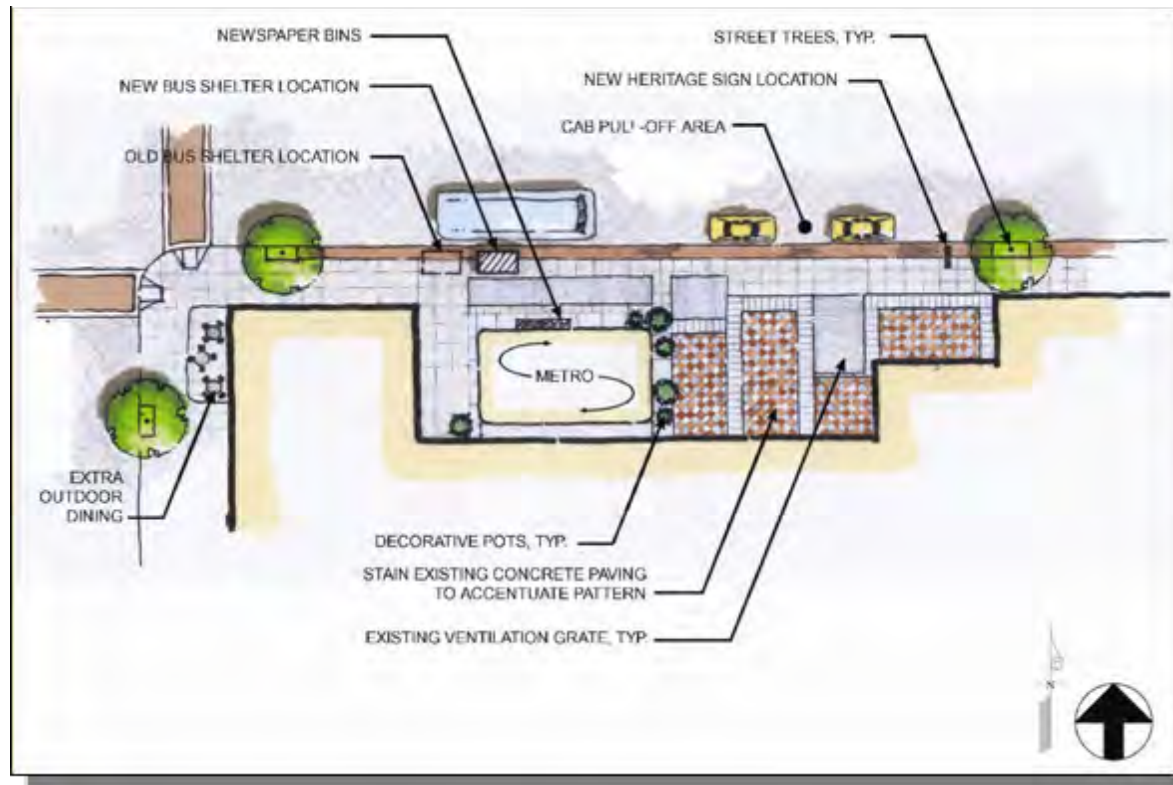 NEWSPAPER BINS
NEW BUS SHELTER LOCATION
OLD BUS SHELTER LOCATION
STREET TREES, TYP.
NEW HERITAGE SIGN LOCATION
CAB PULL-OFF AREA
METRO
EXTRA
OUTDOOR
DINING
DECORATIVE POTS, TYP.
STAIN EXISTING CONCRETE PAVING
TO ACCENTUATE PATTERN
EXISTING VENTILATION GRATE, TYP.
N